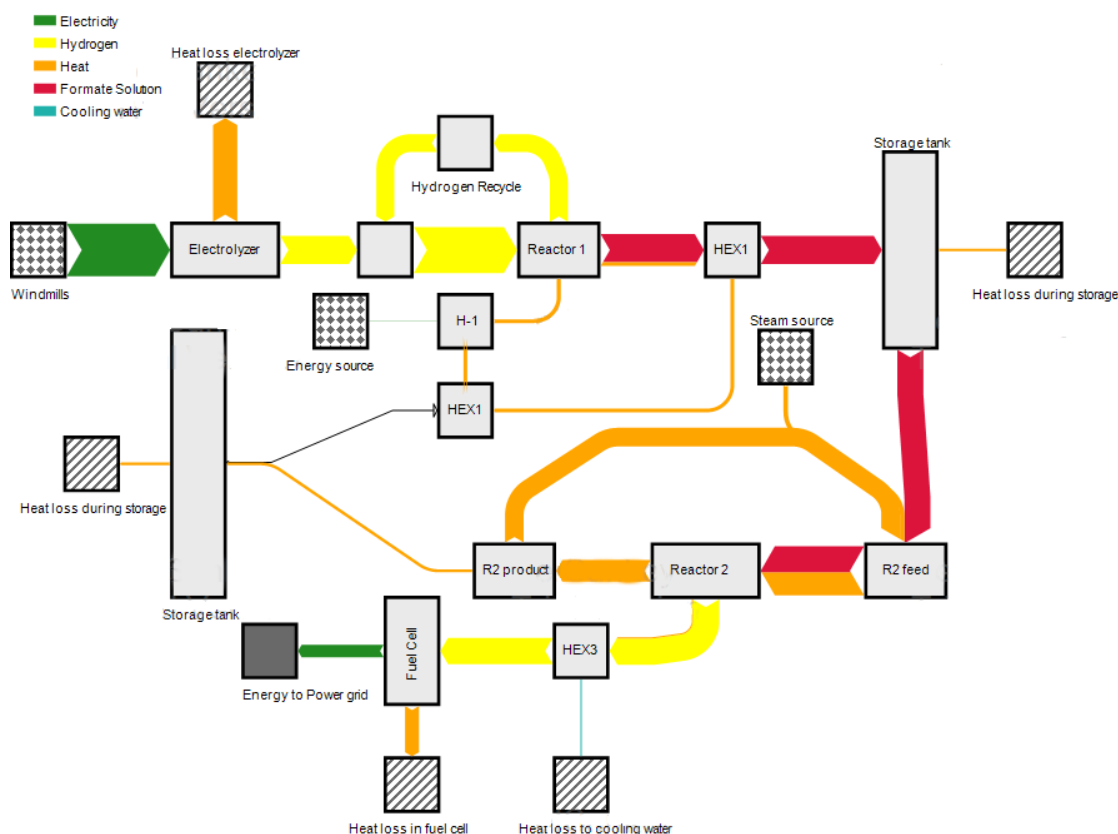 Electricity
Hydrogen
Heat
Formate Solution
Cooling water
Heat loss electrolyzer
Storage tank
Hydrogen Recycle
Electrolyzer
Reactor 1
HEX1
Windmills
Heat loss during storage
H-1
Steam source
Energy source
HEX1
Heat loss during storage
R2 product
Reactor 2
R2 feed
Storage tank
Fuel Cell
HEX3
Energy to Power grid
Heat loss in fuel cell
Heat loss to cooling water